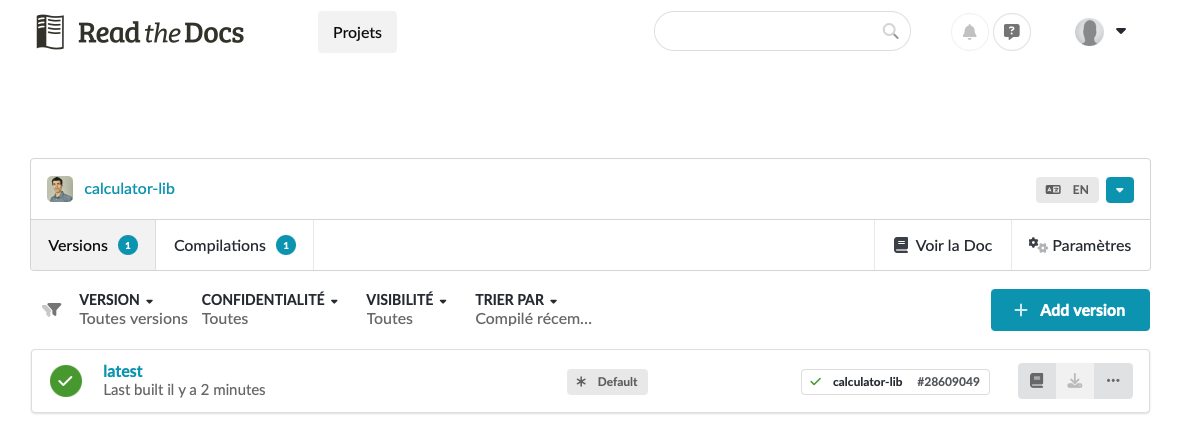 Read the Docs
Projets
calculator-lib
EN
Versions 1
Compilations 1
Voir la Doc
Paramètres
VERSION
Toutes versions
CONFIDENTIALITÉ
Toutes
VISIBILITÉ
Toutes
TRIER PAR
Compilé récem...
Add version
latest
Last built il y a 2 minutes
Default
calculator-lib #28609049